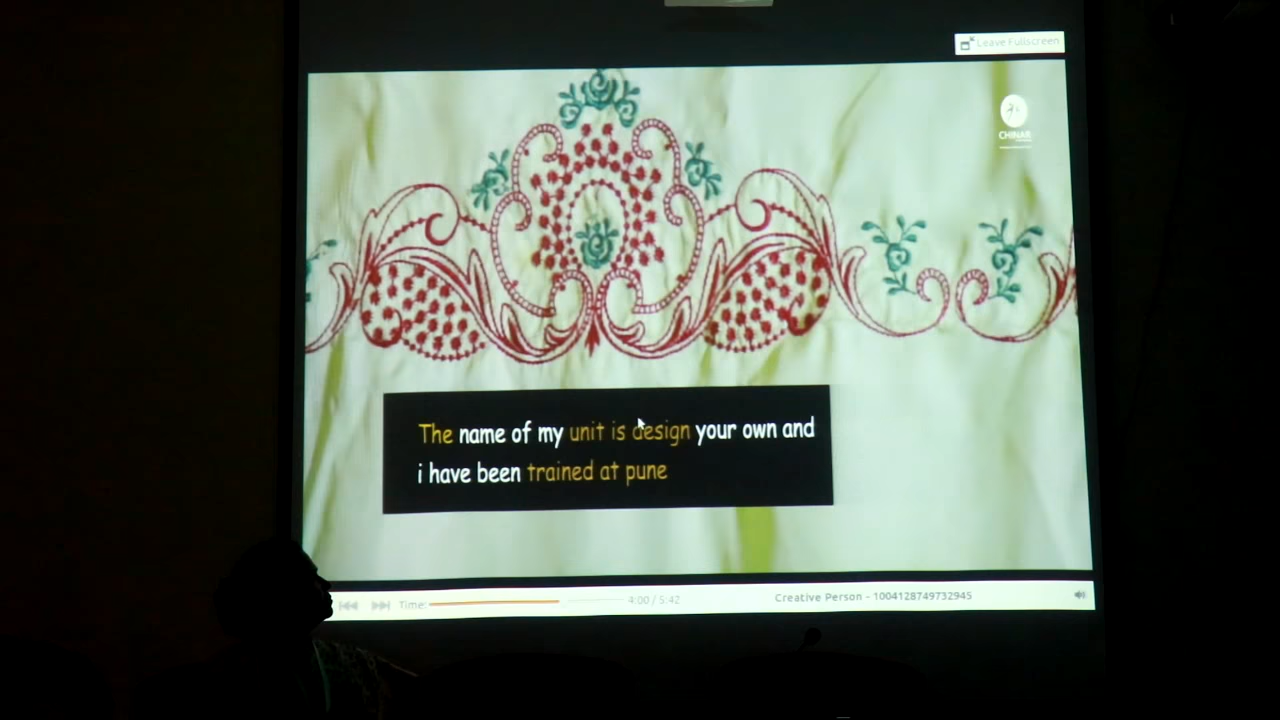 Leave Fullscreen
CHINAR
The name of my unit is design your own and
i have been trained at pune
Time:
4:00 / 5:42
Creative Person - 1004128749732945